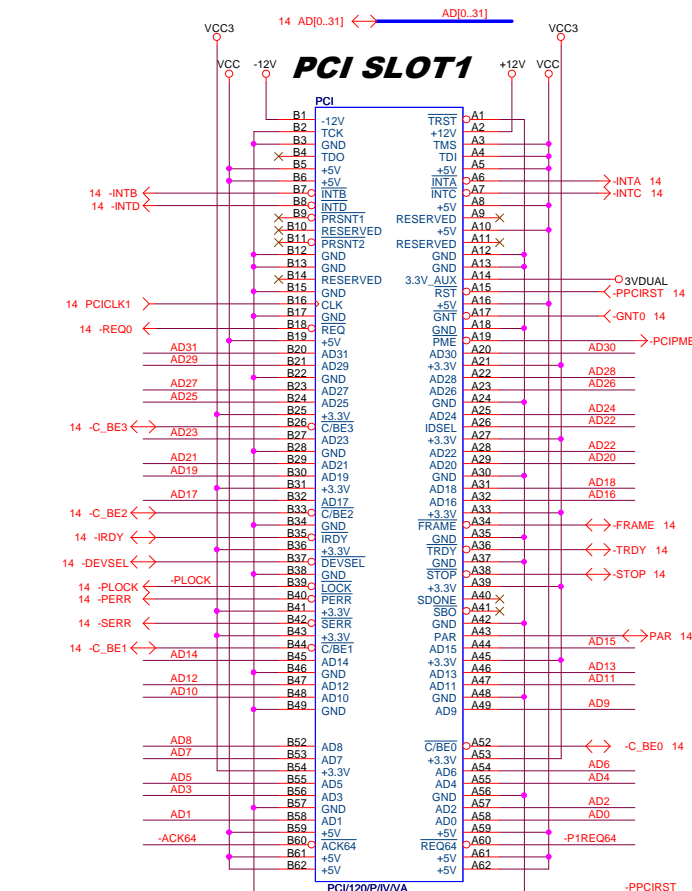 14 AD[0..31] AD[0..31]
VCC3 VCC3
VCC -12V PCI SLOT1 +12V VCC
PCI
B1 -12V TRST A1
B2 TCK +12V A2
B3 GND TMS A3
B4 TDO TDI A4
B5 +5V +5V A5
B6 +5V INTA A6 -INTA 14
14 -INTB B7 INTB INTC A7 -INTC 14
14 -INTD B8 INTD +5V A8
B9 PRSNT1 RESERVED A9
B10 RESERVED +5V A10
B11 PRSNT2 RESERVED A11
B12 GND GND A12
B13 GND GND A13
B14 RESERVED 3.3V_AUX A14 3VDUAL
B15 GND RST A15 -PPCIRST 14
14 PCICLK1 B16 CLK +5V A16
B17 GND GNT A17 -GNT0 14
14 -REQ0 B18 REQ GND A18
B19 +5V PME A19 -PCIPME
AD31 B20 AD31 AD30 A20 AD30
AD29 B21 AD29 +3.3V A21
B22 GND AD28 A22 AD28
AD27 B23 AD27 AD26 A23 AD26
AD25 B24 AD25 GND A24
B25 +3.3V AD24 A25 AD24
14 -C_BE3 B26 C/BE3 IDSEL A26 AD22
AD23 B27 AD23 +3.3V A27
B28 GND AD22 A28 AD22
AD21 B29 AD21 AD20 A29 AD20
AD19 B30 AD19 GND A30
B31 +3.3V AD18 A31 AD18
AD17 B32 AD17 AD16 A32 AD16
14 -C_BE2 B33 C/BE2 +3.3V A33
B34 GND FRAME A34 -FRAME 14
14 -IRDY B35 IRDY GND A35
B36 +3.3V TRDY A36 -TRDY 14
14 -DEVSEL B37 DEVSEL GND A37
B38 GND STOP A38 -STOP 14
14 -PLOCK -PLOCK B39 LOCK +3.3V A39
14 -PERR B40 PERR SDONE A40
B41 +3.3V SBO A41
14 -SERR B42 SERR GND A42
B43 +3.3V PAR A43 PAR 14
14 -C_BE1 B44 C/BE1 AD15 A44 AD15
AD14 B45 AD14 +3.3V A45
B46 GND AD13 A46 AD13
AD12 B47 AD12 AD11 A47 AD11
AD10 B48 AD10 GND A48
B49 GND AD9 A49 AD9
AD8 B52 AD8 C/BE0 A52 -C_BE0 14
AD7 B53 AD7 +3.3V A53
B54 +3.3V AD6 A54 AD6
AD5 B55 AD5 AD4 A55 AD4
AD3 B56 AD3 GND A56
B57 GND AD2 A57 AD2
AD1 B58 AD1 AD0 A58 AD0
B59 +5V +5V A59
-ACK64 B60 ACK64 REQ64 A60 -P1REQ64
B61 +5V +5V A61
B62 +5V +5V A62
PCI/120/P/IV/VA -PPCIRST